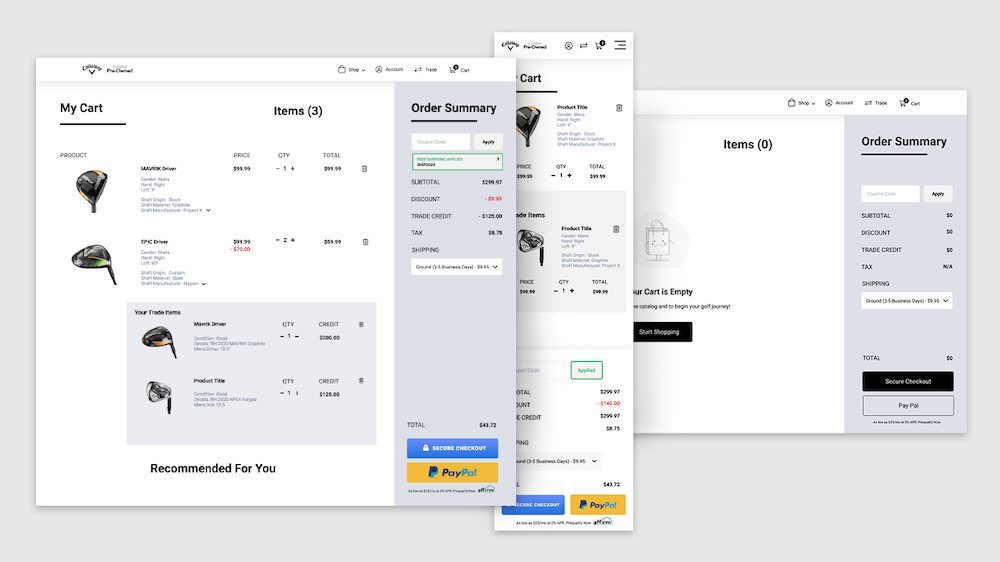 Callaway
Certified
Pre-Owned
Shop
Account
Trade
Cart
My Cart
Items (3)
PRODUCT
PRICE
QTY
TOTAL
MAVRIK Driver
$99.99
- 1 +
$99.99
Gender: Mens
Hand: Right
Loft: 9°
Shaft Origin: Stock
Shaft Material: Graphite
Shaft Manufacturer: Project X
EPIC Driver
$99.99
- $70.00
- 2 +
$59.99
Gender: Mens
Hand: Right
Loft: 60°
Shaft Origin: Custom
Shaft Material: Steel
Shaft Manufacturer: Nippon
Your Trade Items
Mavrik Driver
QTY
CREDIT
- 1 -
$200.00
Condition: Good
Details: RH 2020 MAVRIK Graphite
Mens Driver 10.5°
Product Title
QTY
CREDIT
- 1
$125.00
Condition: Good
Details: RH 2020 APEX Forged
Mens Iron 10.5
Recommended For You
Order Summary
Coupon Code
Apply
FREE SHIPPING APPLIED
X
SHIP2020
SUBTOTAL
$299.97
DISCOUNT
- $9.95
TRADE CREDIT
- $125.00
TAX
$8.75
SHIPPING
Ground (3-5 Business Days) - $9.95
TOTAL
$43.72
SECURE CHECKOUT
PayPal
As low as $25/mo at 0% APR. Prequalify Now
affirm
Callaway
Certified
Pre-Owned
y Cart
Product Title
Gender: Mens
Hand: Right
Loft: 9°
Shaft Origin: Stock
Shaft Material: Graphite
Shaft Manufacturer: Project X
PRICE
QTY
TOTAL
$99.99
- 1 +
$99.99
rade Items
Product Title
Gender: Mens
Hand: Right
Loft: 9°
Shaft Origin: Stock
Shaft Material: Graphite
Shaft Manufacturer: Project X
PRICE
QTY
TOTAL
$99.99
- 1 +
$99.99
oupon Code
Applied
OTAL
$299.97
OUNT
- $140.00
E CREDIT
$299.97
$8.75
PPING
ound (3-5 Business Days) - $9.95
L
$43.72
SECURE CHECKOUT
PayPal
As low as $25/mo at 0% APR. Prequalify Now
affirm
Shop
Account
Trade
Cart
Items (0)
ur Cart is Empty
he catalog and to begin your golf journey!
Start Shopping
Order Summary
Coupon Code
Apply
SUBTOTAL
$0
DISCOUNT
$0
TRADE CREDIT
$0
TAX
N/A
SHIPPING
Ground (3-5 Business Days) - $9.95
TOTAL
$0
Secure Checkout
Pay Pal
As low as $25/mo at 0% APR. Prequalify Now.